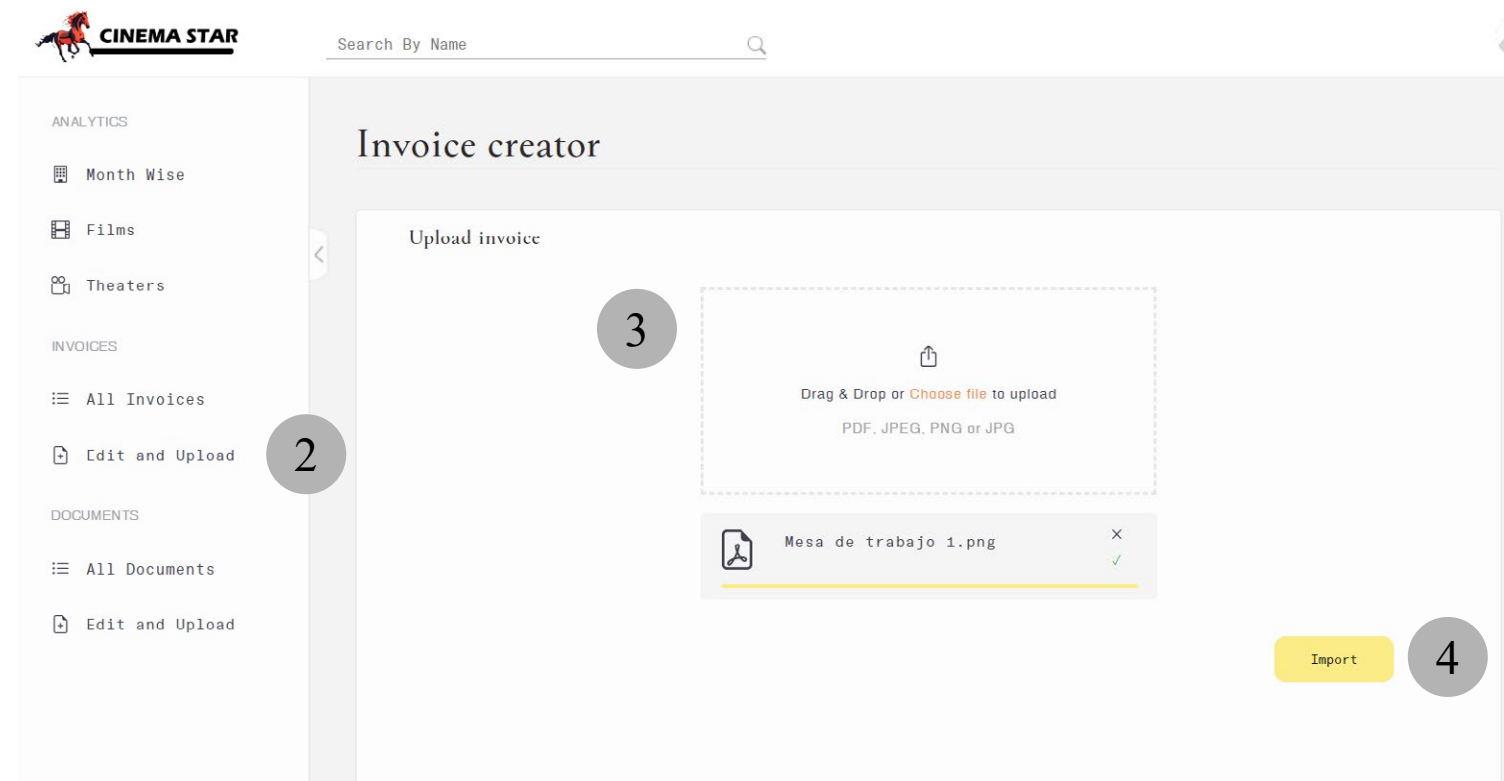 CINEMA STAR
Search By Name
ANALYTICS
Month Wise
Films
Theaters
INVOICES
All Invoices
Edit and Upload
2
DOCUMENTS
All Documents
Edit and Upload
Invoice creator
Upload invoice
3
Drag & Drop or Choose file to upload
PDF, JPEG, PNG or JPG
Mesa de trabajo 1.png
Import
4